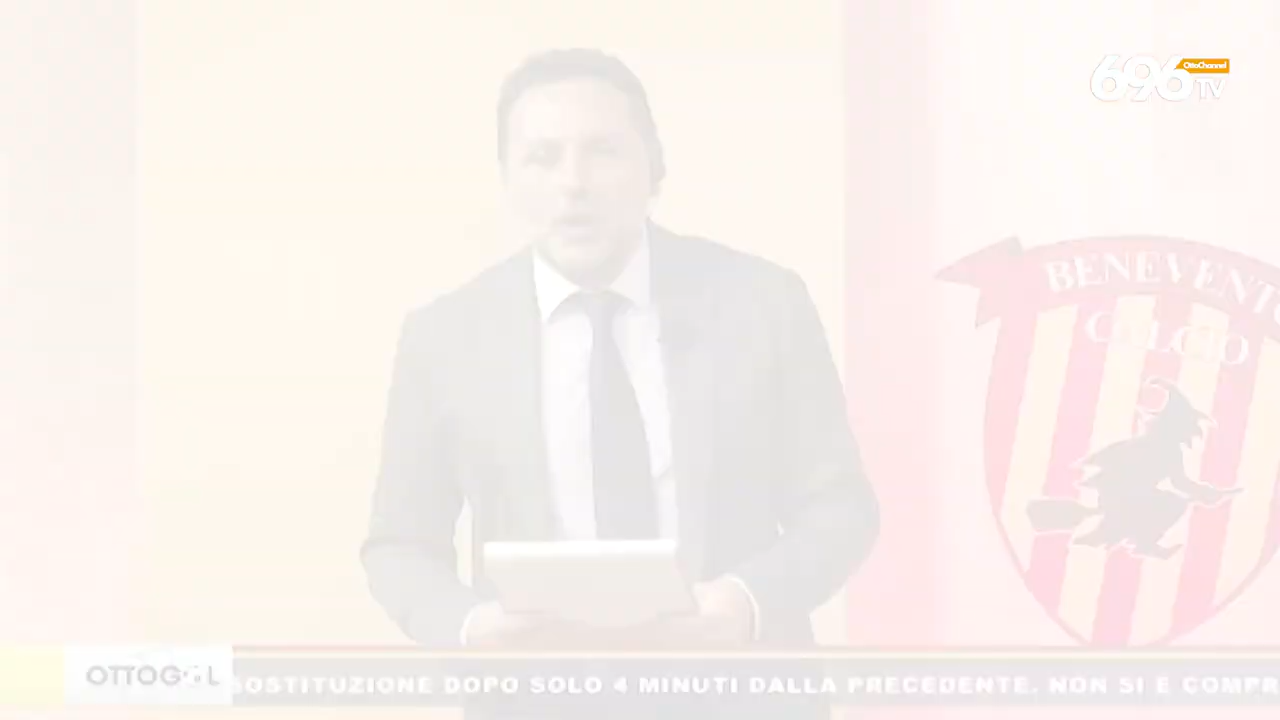 696
OttoChannel
TV
BENEVENTO
CALCIO
OTTOGOL
SOSTITUZIONE DOPO SOLO 4 MINUTI DALLA PRECEDENTE. NON SI E COMPR